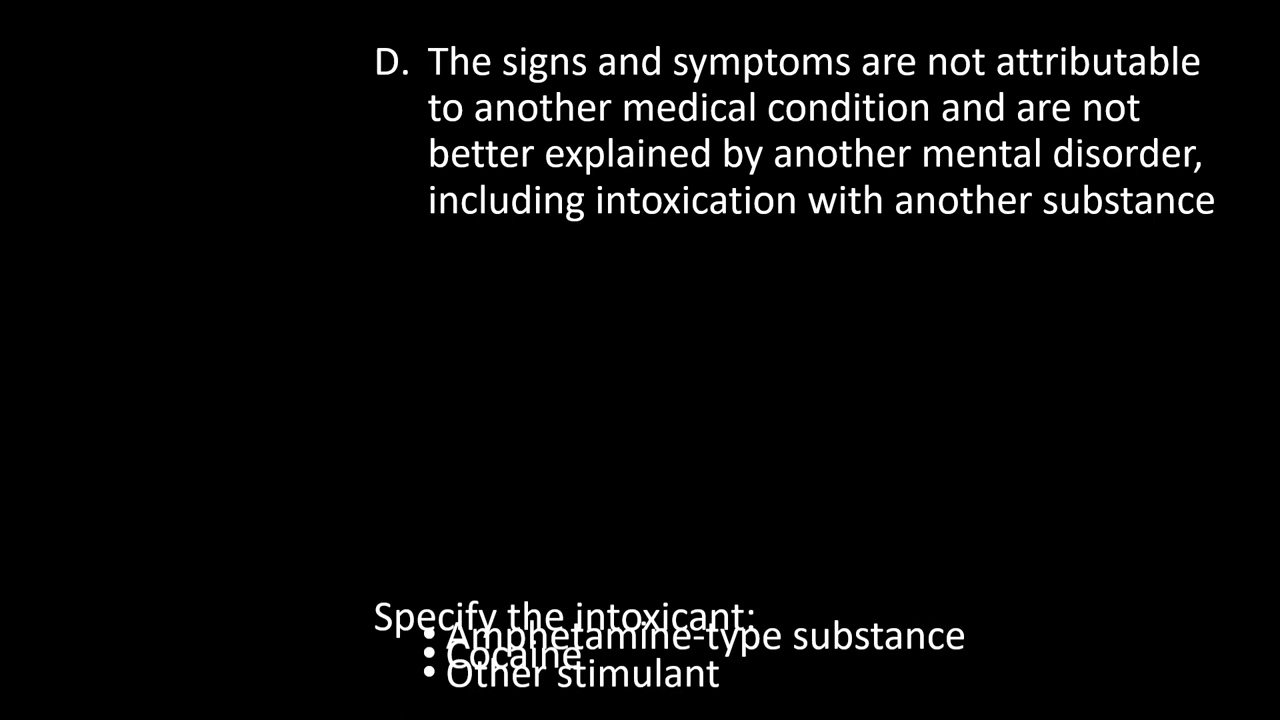 D. The signs and symptoms are not attributable
to another medical condition and are not
better explained by another mental disorder,
including intoxication with another substance
Specify the intoxicant:
• Amphetamine-type substance
• Cocaine
• Other stimulant